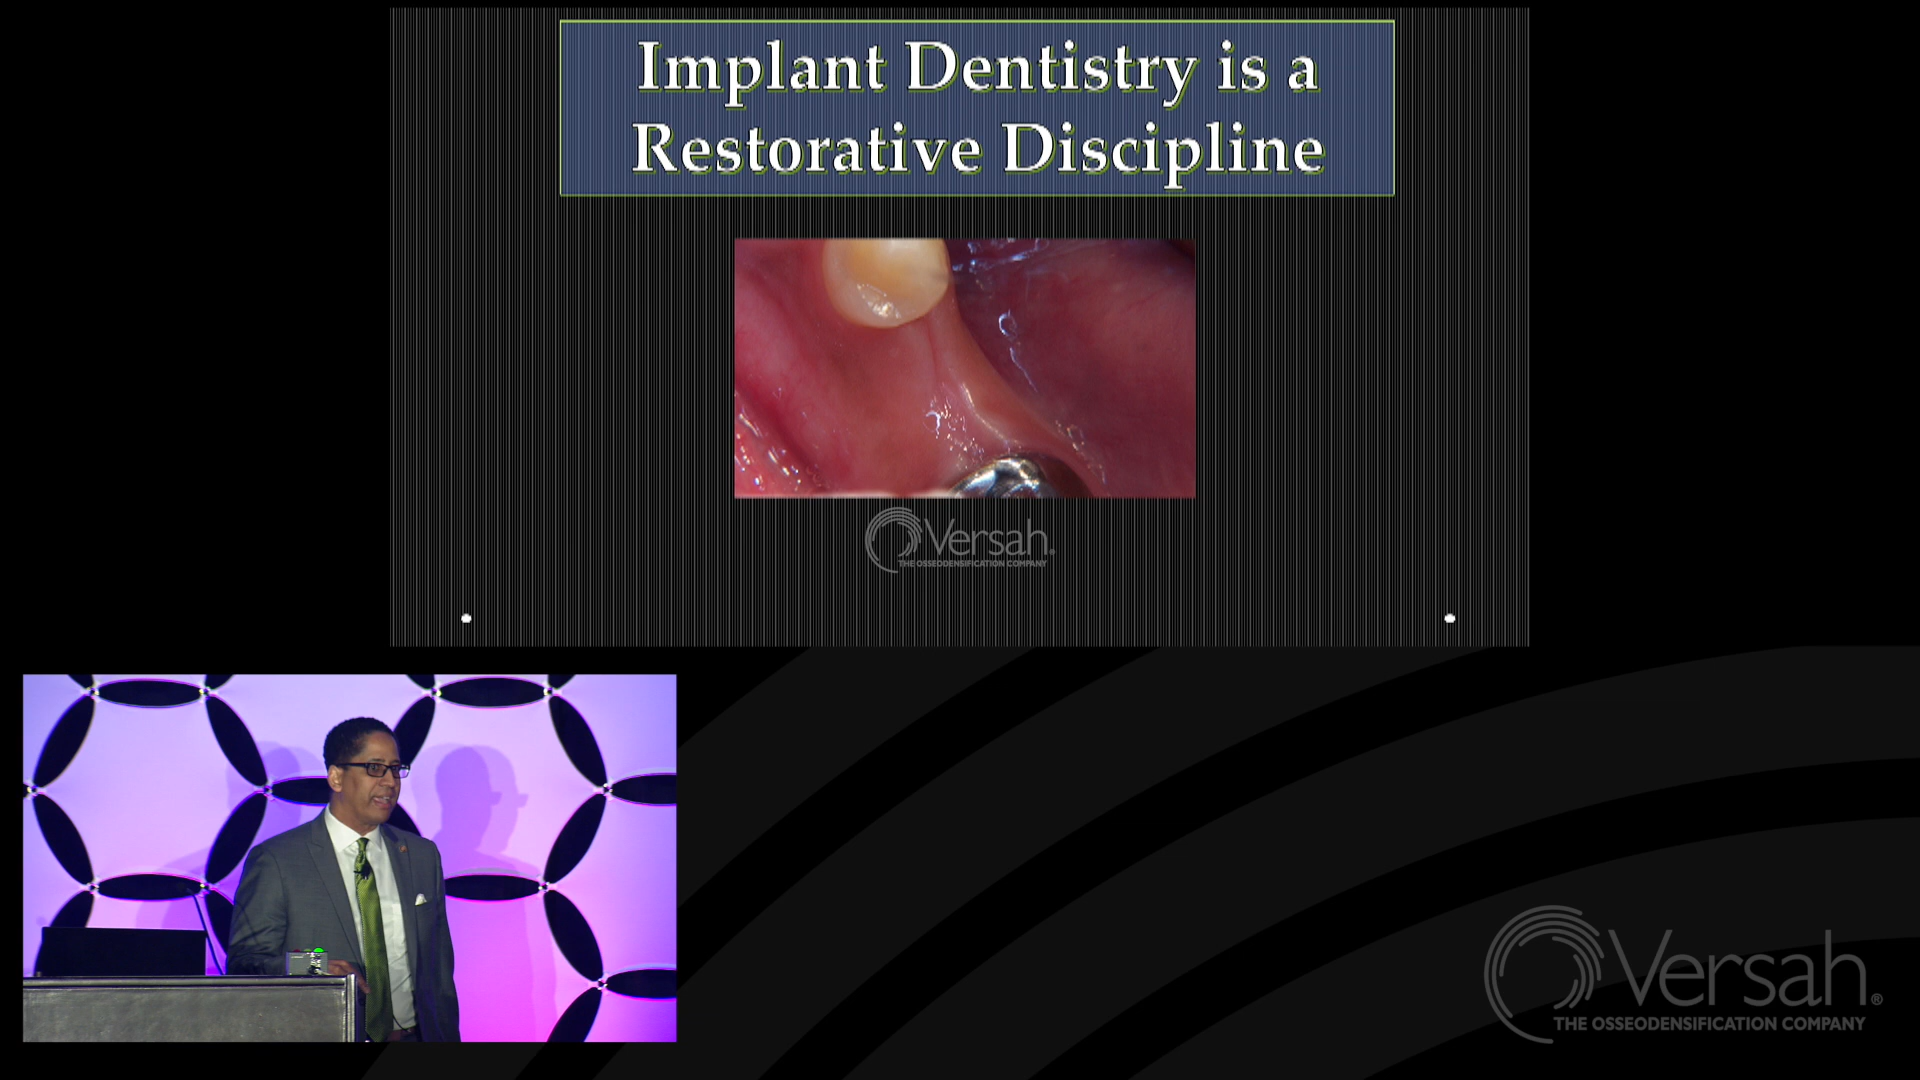 Implant Dentistry is a
Restorative Discipline
Versah®
THE OSSEODENSIFICATION COMPANY
Versah®
THE OSSEODENSIFICATION COMPANY